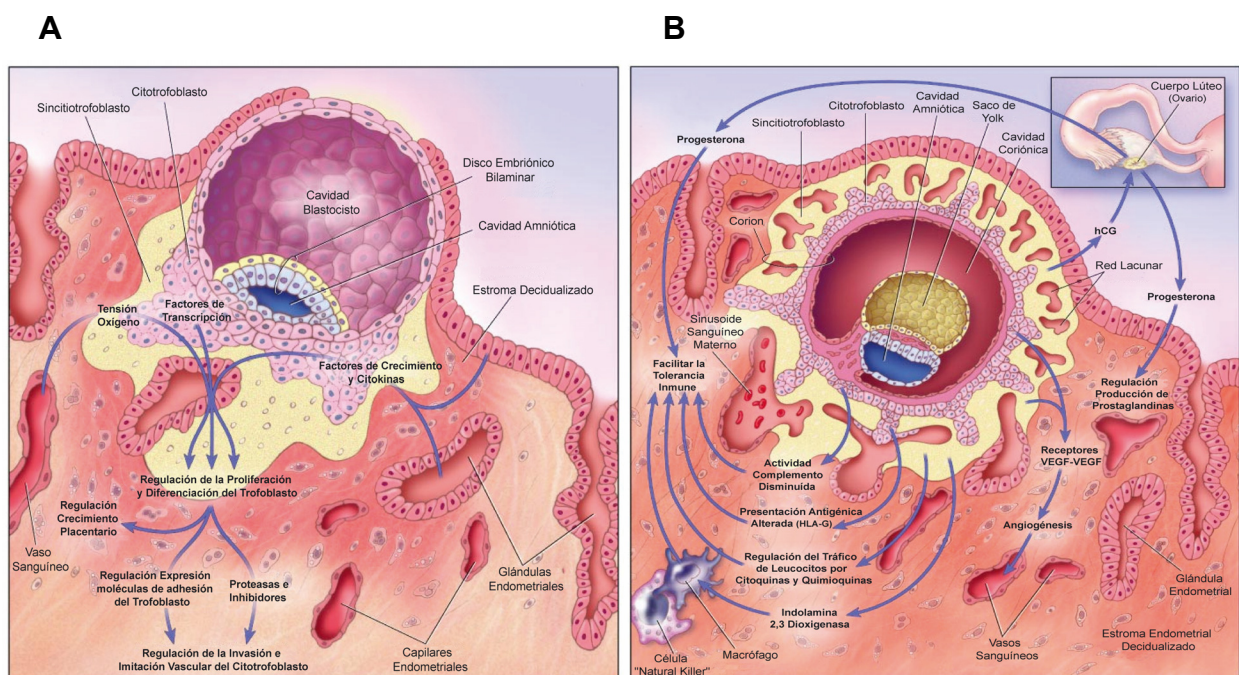 A
Citotrofoblasto
Sincitiotrofoblasto
Disco Embriónico
Bilaminar
Cavidad
Blastocisto
Cavidad Amniótica
Estroma Decidualizado
Tensión
Oxígeno
Factores de
Transcripción
Factores de Crecimiento
y Citokinas
Regulación de la Proliferación
y Diferenciación del Trofoblasto
Regulación
Crecimiento
Placentario
Vaso
Sanguíneo
Glándulas
Endometriales
Regulación Expresión
moléculas de adhesión
del Trofoblasto
Proteasas e
Inhibidores
Regulación de la Invasión e
Imitación Vascular del Citotrofoblasto
Capilares
Endometriales
B
Cuerpo Lúteo
(Ovario)
Cavidad
Amniótica
Saco de
Yolk
Citotrofoblasto
Sincitiotrofoblasto
Cavidad
Coriónica
Progesterona
Corion
hCG
Red Lacunar
Progesterona
Sinusoide
Sanguíneo
Materno
Facilitar la
Tolerancia
Inmune
Regulación
Producción de
Prostaglandinas
Receptores
VEGF-VEGF
Actividad
Complemento
Disminuída
Presentación Antigénica
Alterada (HLA-G)
Angiogénesis
Regulación del Tráfico
de Leucocitos por
Citoquinas y Quimioquinas
Glándula
Endometrial
Indolamina
2,3 Dioxigenasa
Vasos
Sanguíneos
Estroma Endometrial
Decidualizado
Macrófago
Célula
"Natural Killer"